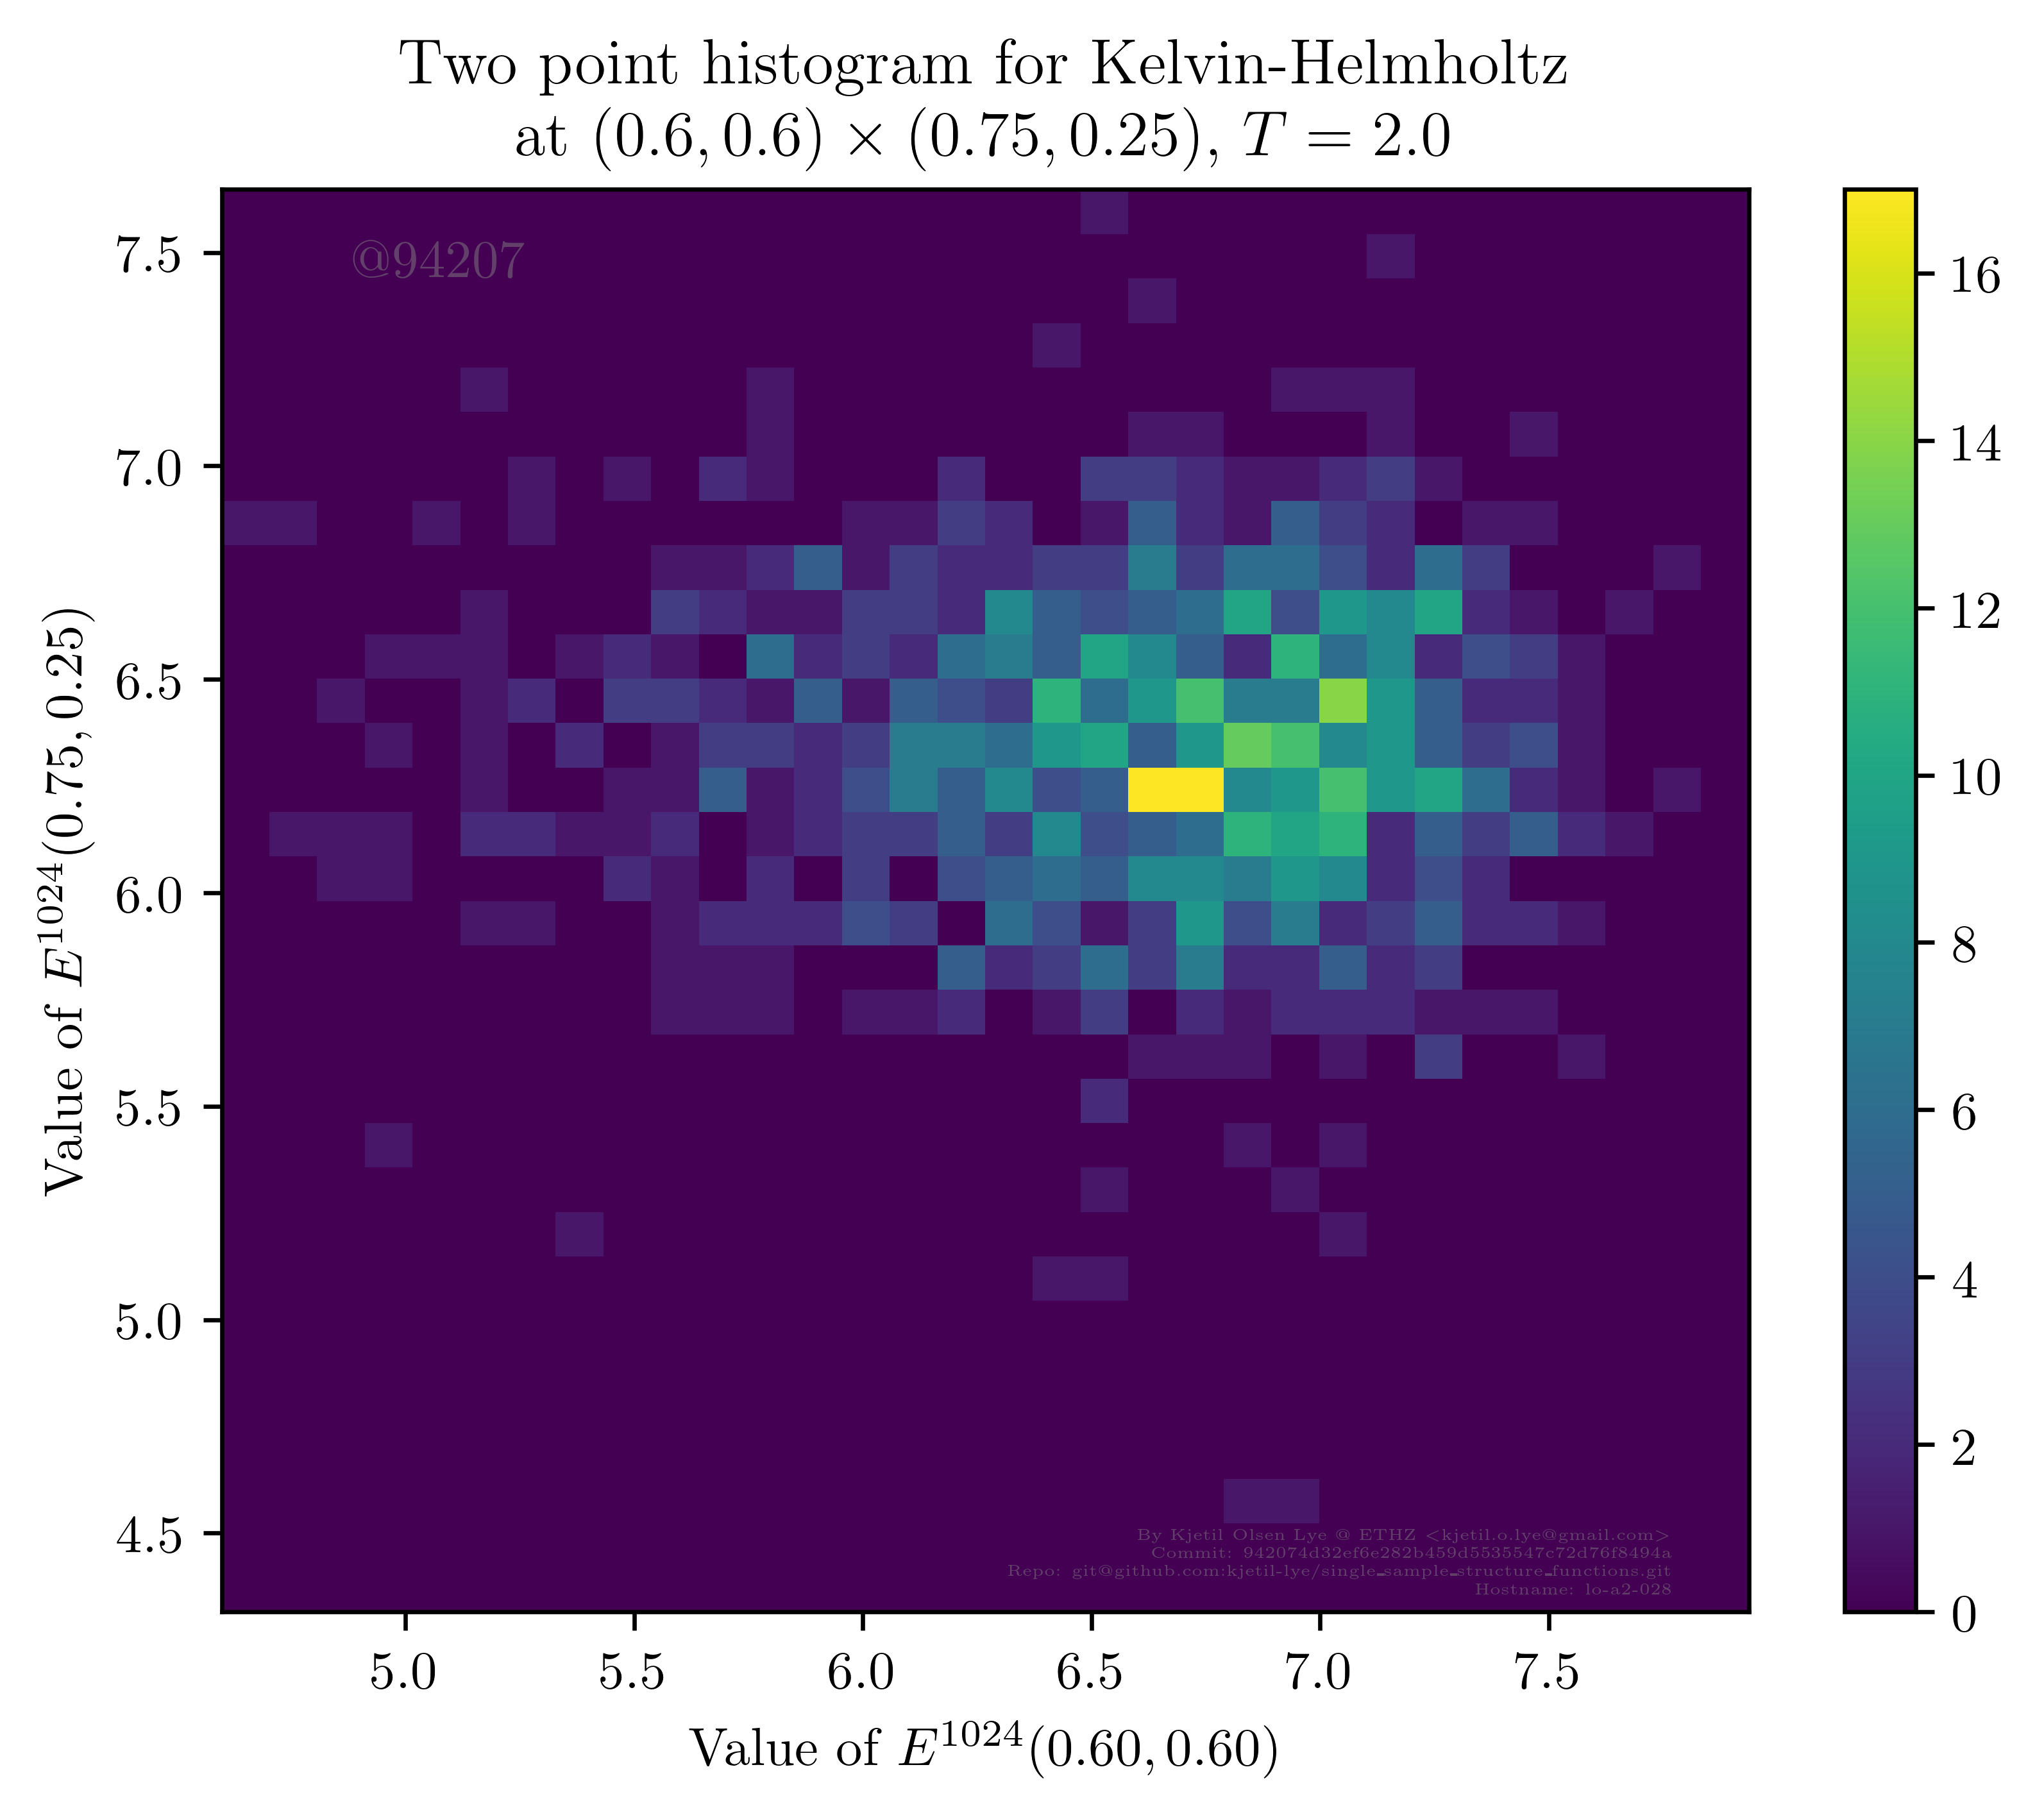 Two point histogram for Kelvin-Helmholtz
at (0.6, 0.6) × (0.75, 0.25), T = 2.0
@94207
7.5
7.0
6.5
6.0
5.5
5.0
4.5
Value of E^1024(0.75, 0.25)
5.0 5.5 6.0 6.5 7.0 7.5
Value of E^1024(0.60, 0.60)
16
14
12
10
8
6
4
2
0
By Kjetil Olsen Lye @ ETHZ <kjetil.o.lye@gmail.com>
Commit: 942074d32ef6e282b459d5535547c72d76f8494a
Repo: git@github.com:kjetil-lye/single_sample_structure_functions.git
Hostname: lo-a2-028